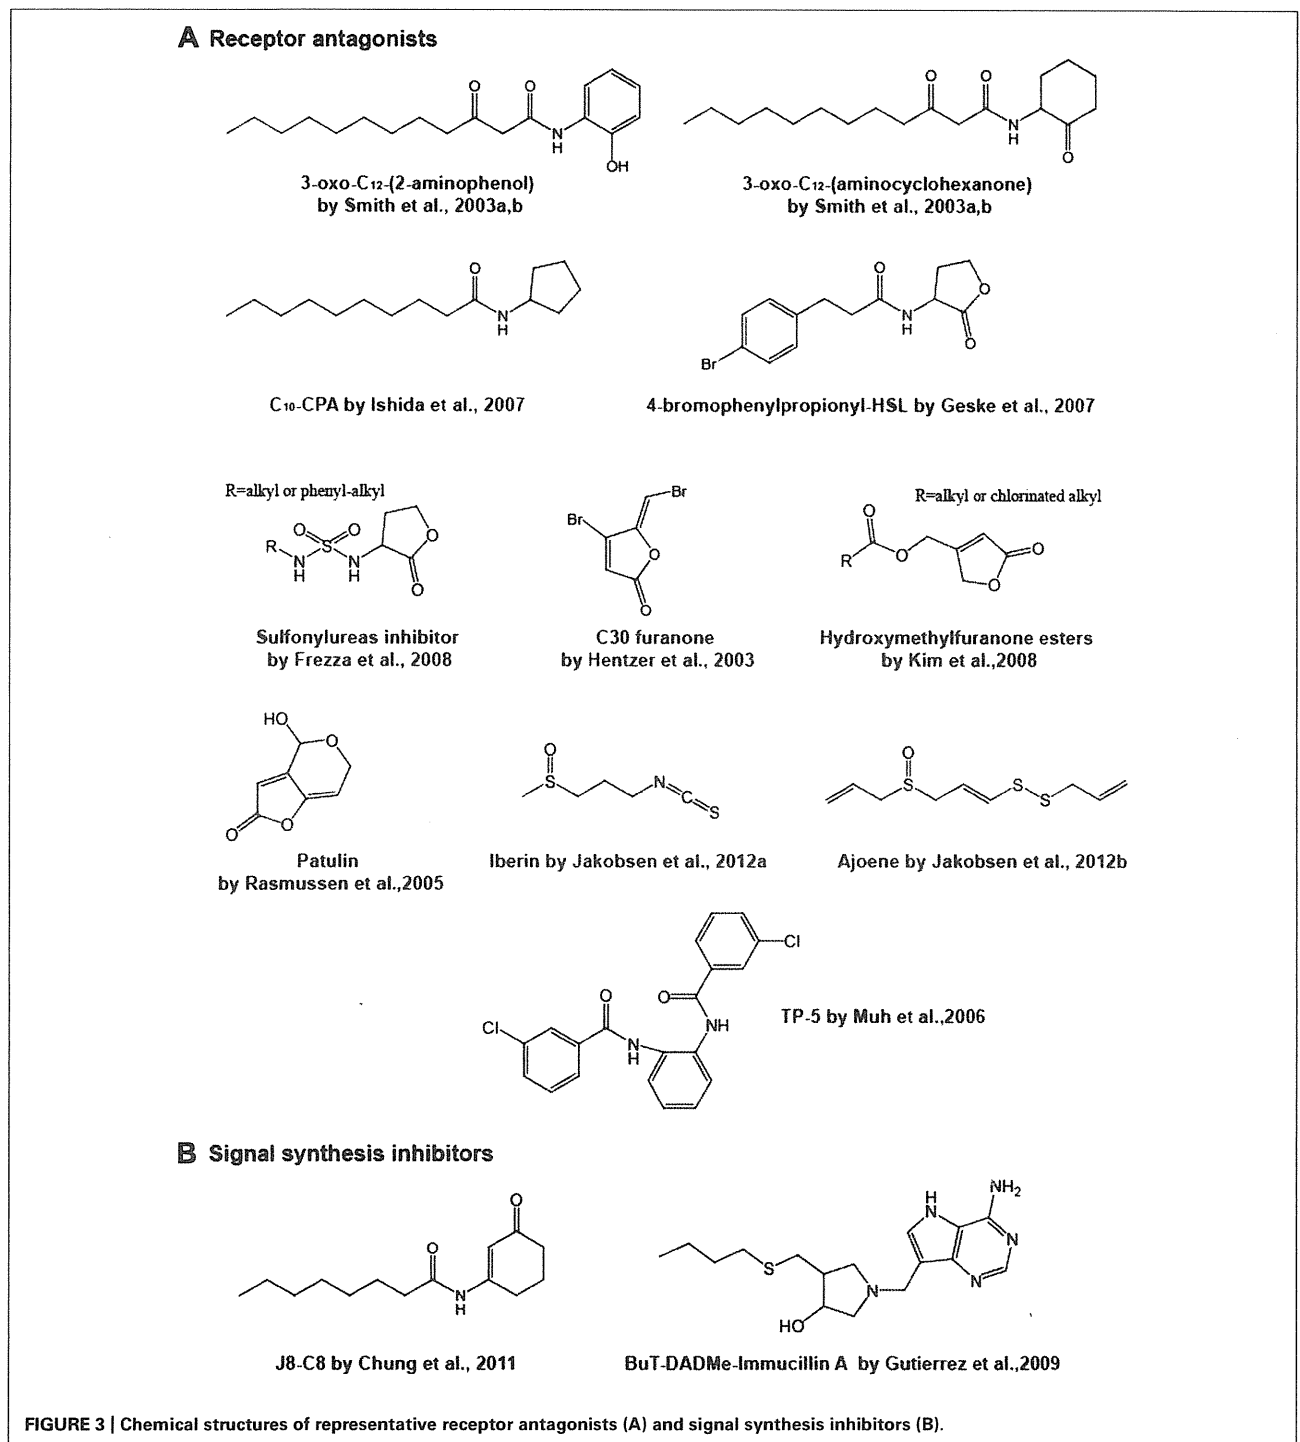 A Receptor antagonists
O O N H OH
3-oxo-C12-(2-aminophenol)
by Smith et al., 2003a,b
O O N H O
3-oxo-C12-(aminocyclohexanone)
by Smith et al., 2003a,b
O N H
C10-CPA by Ishida et al., 2007
O N H O O Br
4-bromophenylpropionyl-HSL by Geske et al., 2007
R=alkyl or phenyl-alkyl
O O S R N H N H O O
Sulfonylureas inhibitor
by Frezza et al., 2008
Br Br O O
C30 furanone
by Hentzer et al., 2003
R=alkyl or chlorinated alkyl
O R O O O
Hydroxymethylfuranone esters
by Kim et al.,2008
HO O O O
Patulin
by Rasmussen et al.,2005
O S N C S
Iberin by Jakobsen et al., 2012a
O S S S
Ajoene by Jakobsen et al., 2012b
Cl O NH O N H Cl
TP-5 by Muh et al.,2006
B Signal synthesis inhibitors
O O N H
J8-C8 by Chung et al., 2011
NH2 H N N N S N HO
BuT-DADMe-Immucillin A by Gutierrez et al.,2009
FIGURE 3 | Chemical structures of representative receptor antagonists (A) and signal synthesis inhibitors (B).